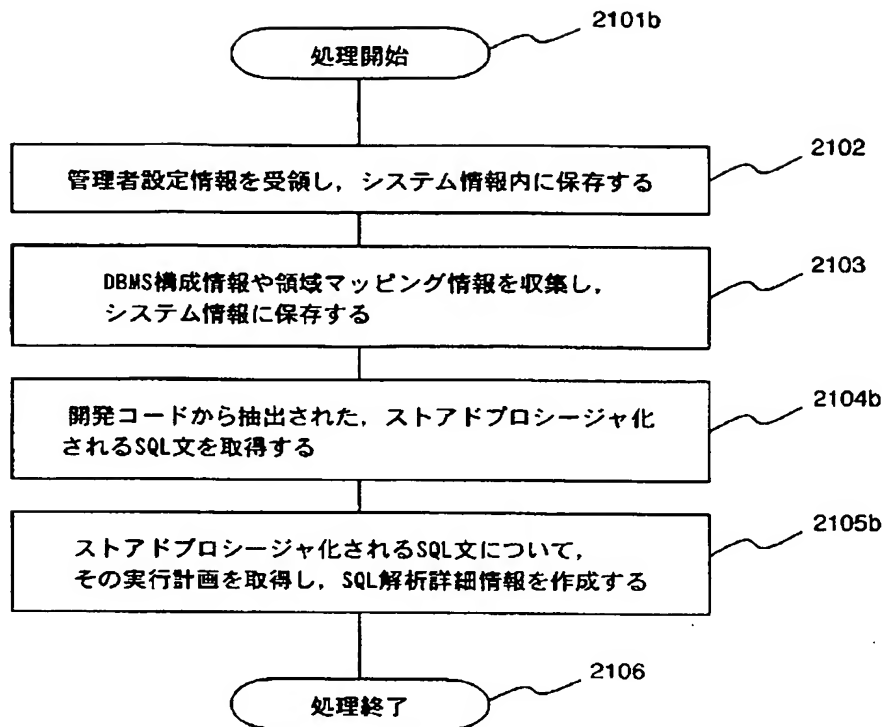 処理開始
2101b
管理者設定情報を受領し，システム情報内に保存する
2102
DBMS構成情報や領域マッピング情報を収集し，
システム情報に保存する
2103
開発コードから抽出された，ストアドプロシージャ化
されるSQL文を取得する
2104b
ストアドプロシージャ化されるSQL文について，
その実行計画を取得し，SQL解析詳細情報を作成する
2105b
処理終了
2106